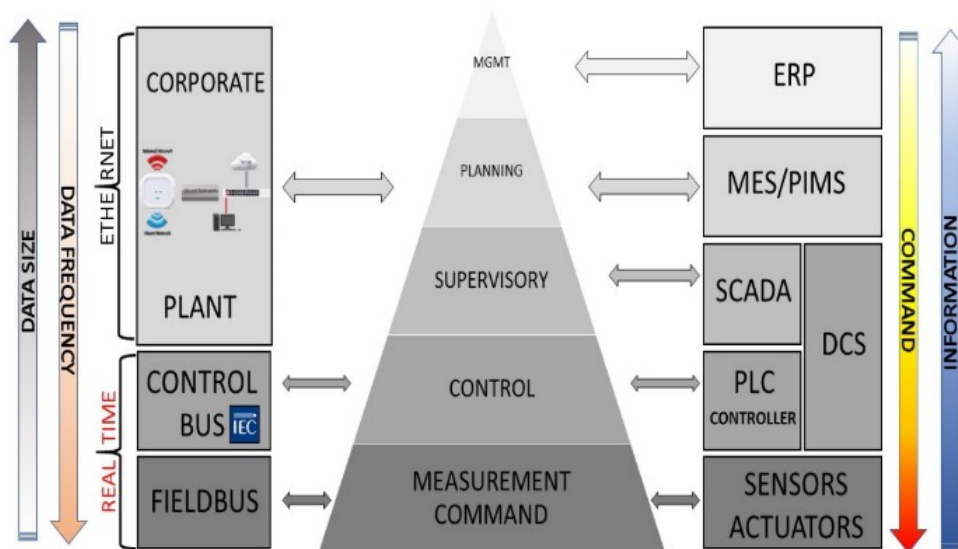 DATA SIZE
DATA FREQUENCY
ETHERNET
REAL TIME
CORPORATE
PLANT
CONTROL
BUS
IEC
FIELDBUS
MGMT
PLANNING
SUPERVISORY
CONTROL
MEASUREMENT
COMMAND
ERP
MES/PIMS
SCADA
DCS
PLC
CONTROLLER
SENSORS
ACTUATORS
COMMAND
INFORMATION